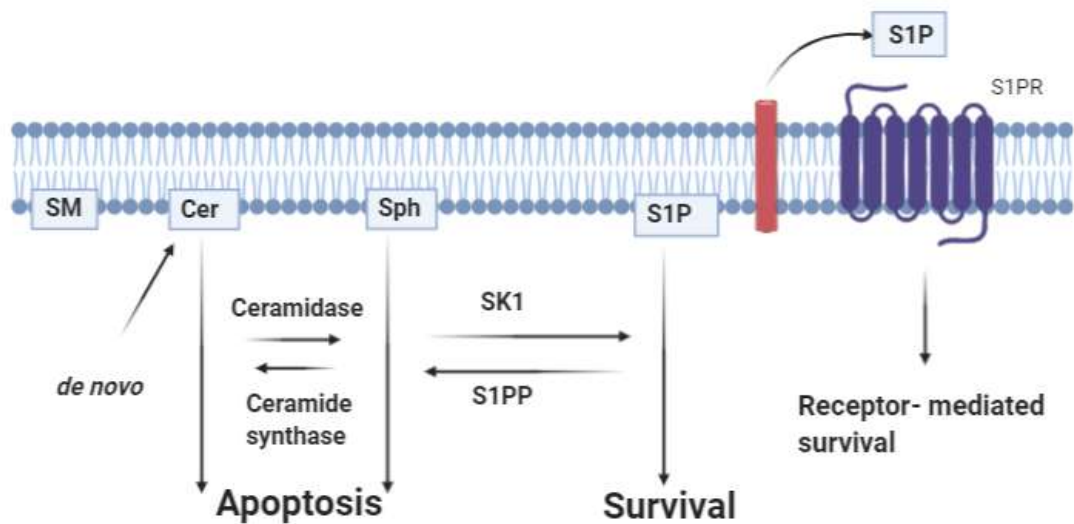 S1P
S1PR
SM
Cer
Sph
S1P
Ceramidase
SK1
de novo
Ceramide
synthase
S1PP
Receptor- mediated
survival
Apoptosis
Survival